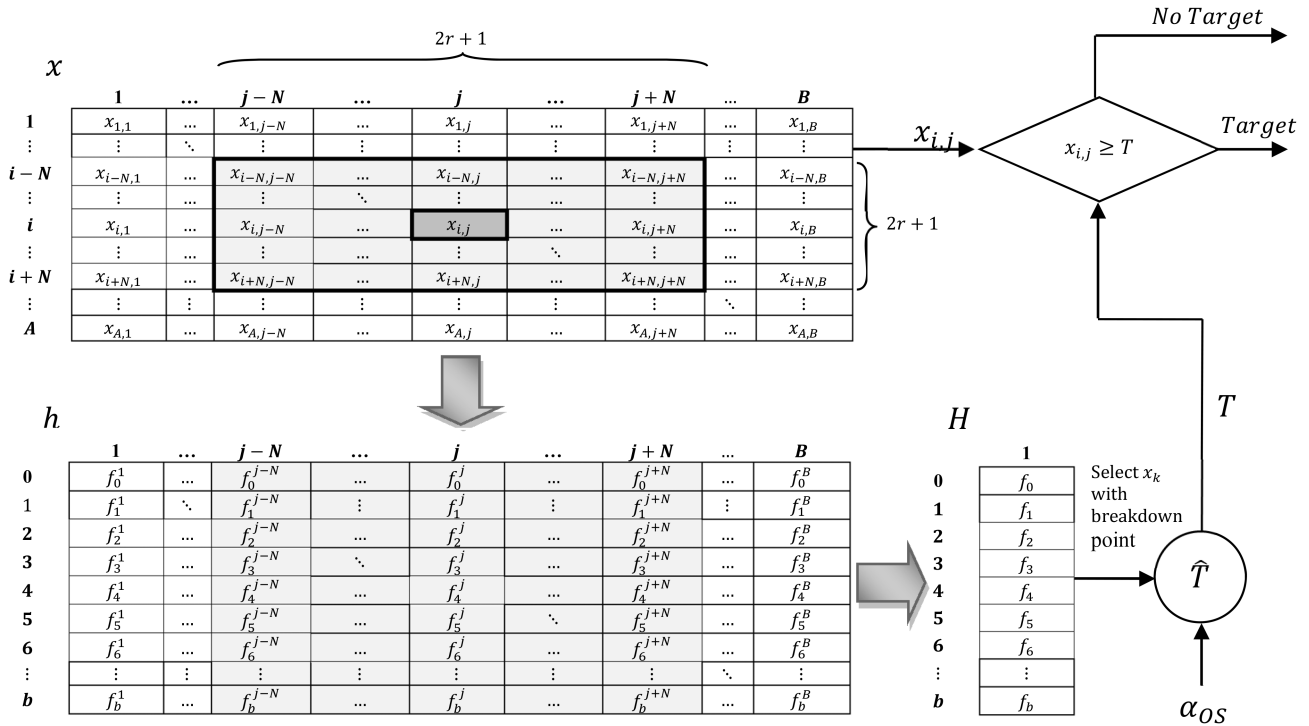 No Target
2r + 1
x
1 ... j − N ... j ... j + N ... B
1 x_{1,1} ... x_{1,j−N} ... x_{1,j} ... x_{1,j+N} ... x_{1,B}
⋮ ⋮ ⋱ ⋮ ⋮ ⋮ ⋮ ⋮ ⋮ ⋮
i − N x_{i−N,1} ... x_{i−N,j−N} ... x_{i−N,j} ... x_{i−N,j+N} ... x_{i−N,B}
⋮ ⋮ ... ⋮ ⋱ ⋮ ... ⋮ ... ⋮
i x_{i,1} ... x_{i,j−N} ... x_{i,j} ... x_{i,j+N} ... x_{i,B}
⋮ ⋮ ... ⋮ ... ⋮ ⋱ ⋮ ... ⋮
i + N x_{i+N,1} ... x_{i+N,j−N} ... x_{i+N,j} ... x_{i+N,j+N} ... x_{i+N,B}
⋮ ⋮ ⋮ ⋮ ⋮ ⋮ ⋮ ⋮ ⋱ ⋮
A x_{A,1} ... x_{A,j−N} ... x_{A,j} ... x_{A,j+N} ... x_{A,B}
2r + 1
x_{i,j}
x_{i,j} ≥ T
Target
h
1 ... j − N ... j ... j + N ... B
0 f_0^1 ... f_0^{j−N} ... f_0^j ... f_0^{j+N} ... f_0^B
1 f_1^1 ⋱ f_1^{j−N} ⋮ f_1^j ⋮ f_1^{j+N} ⋮ f_1^B
2 f_2^1 ... f_2^{j−N} ... f_2^j ... f_2^{j+N} ... f_2^B
3 f_3^1 ... f_3^{j−N} ⋱ f_3^j ... f_3^{j+N} ... f_3^B
4 f_4^1 ... f_4^{j−N} ... f_4^j ... f_4^{j+N} ... f_4^B
5 f_5^1 ... f_5^{j−N} ... f_5^j ⋱ f_5^{j+N} ... f_5^B
6 f_6^1 ... f_6^{j−N} ... f_6^j ... f_6^{j+N} ... f_6^B
⋮ ⋮ ⋮ ⋮ ⋮ ⋮ ⋮ ⋮ ⋱ ⋮
b f_b^1 ... f_b^{j−N} ... f_b^j ... f_b^{j+N} ... f_b^B
H
1
0 f_0
1 f_1
2 f_2
3 f_3
4 f_4
5 f_5
6 f_6
⋮ ⋮
b f_b
Select x_k
with
breakdown
point
T
T̂
α_{OS}